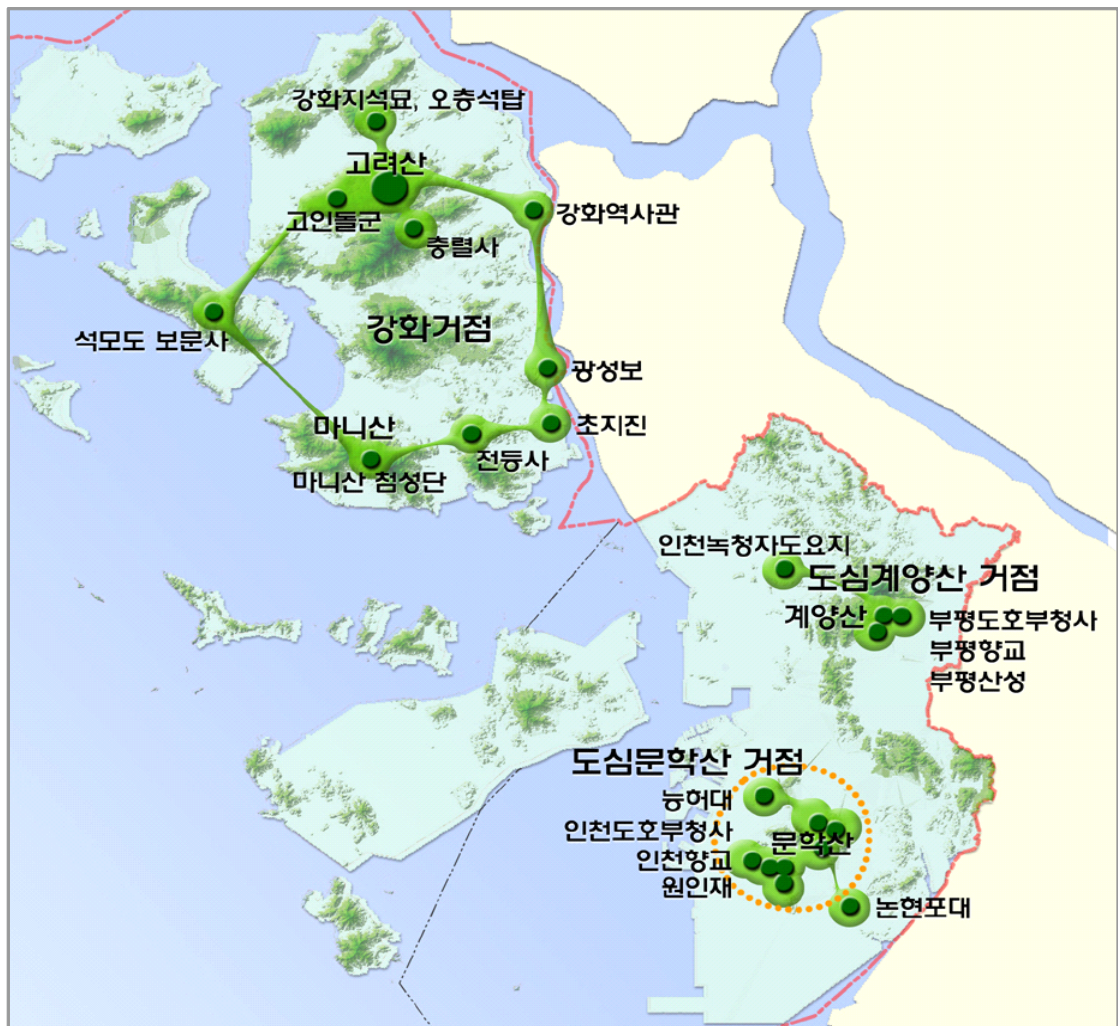 강화지석묘, 오층석탑
고려산
고인돌군
강화역사관
충렬사
석모도 보문사
강화거점
광성보
마니산
초지진
전등사
마니산 첨성단
인천녹청자도요지
도심계양산 거점
계양산
부평도호부청사
부평향교
부평산성
도심문학산 거점
능허대
인천도호부청사
문학산
인천향교
원인재
논현포대